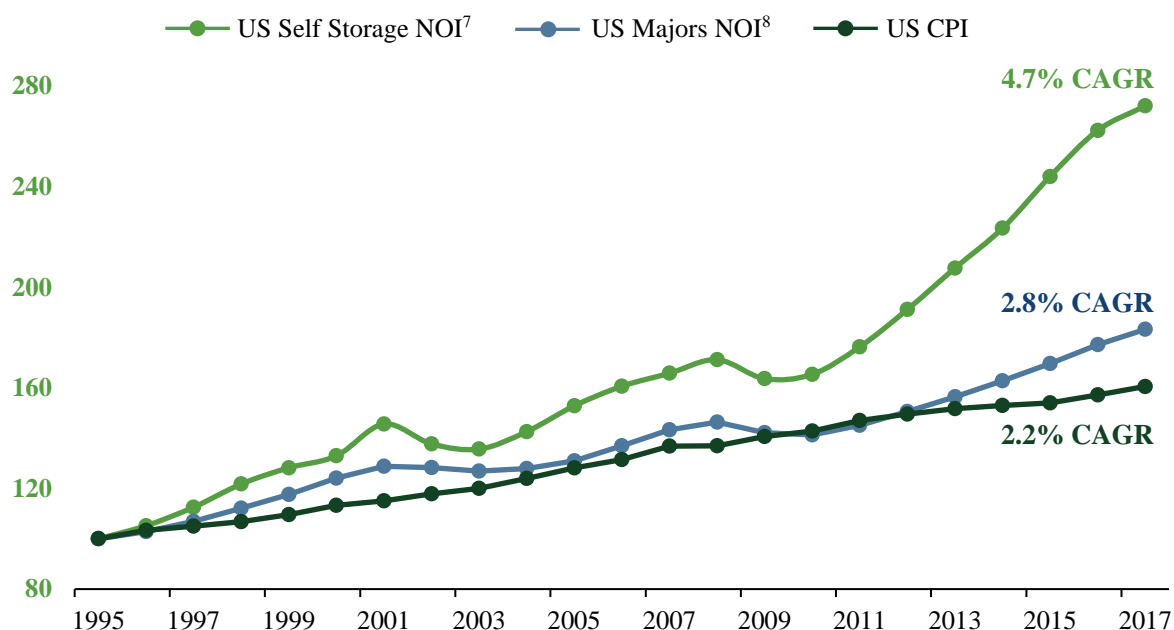 US Self Storage NOI⁷ US Majors NOI⁸ US CPI
280
4.7% CAGR
240
200
2.8% CAGR
160
2.2% CAGR
120
80
1995 1997 1999 2001 2003 2005 2007 2009 2011 2013 2015 2017